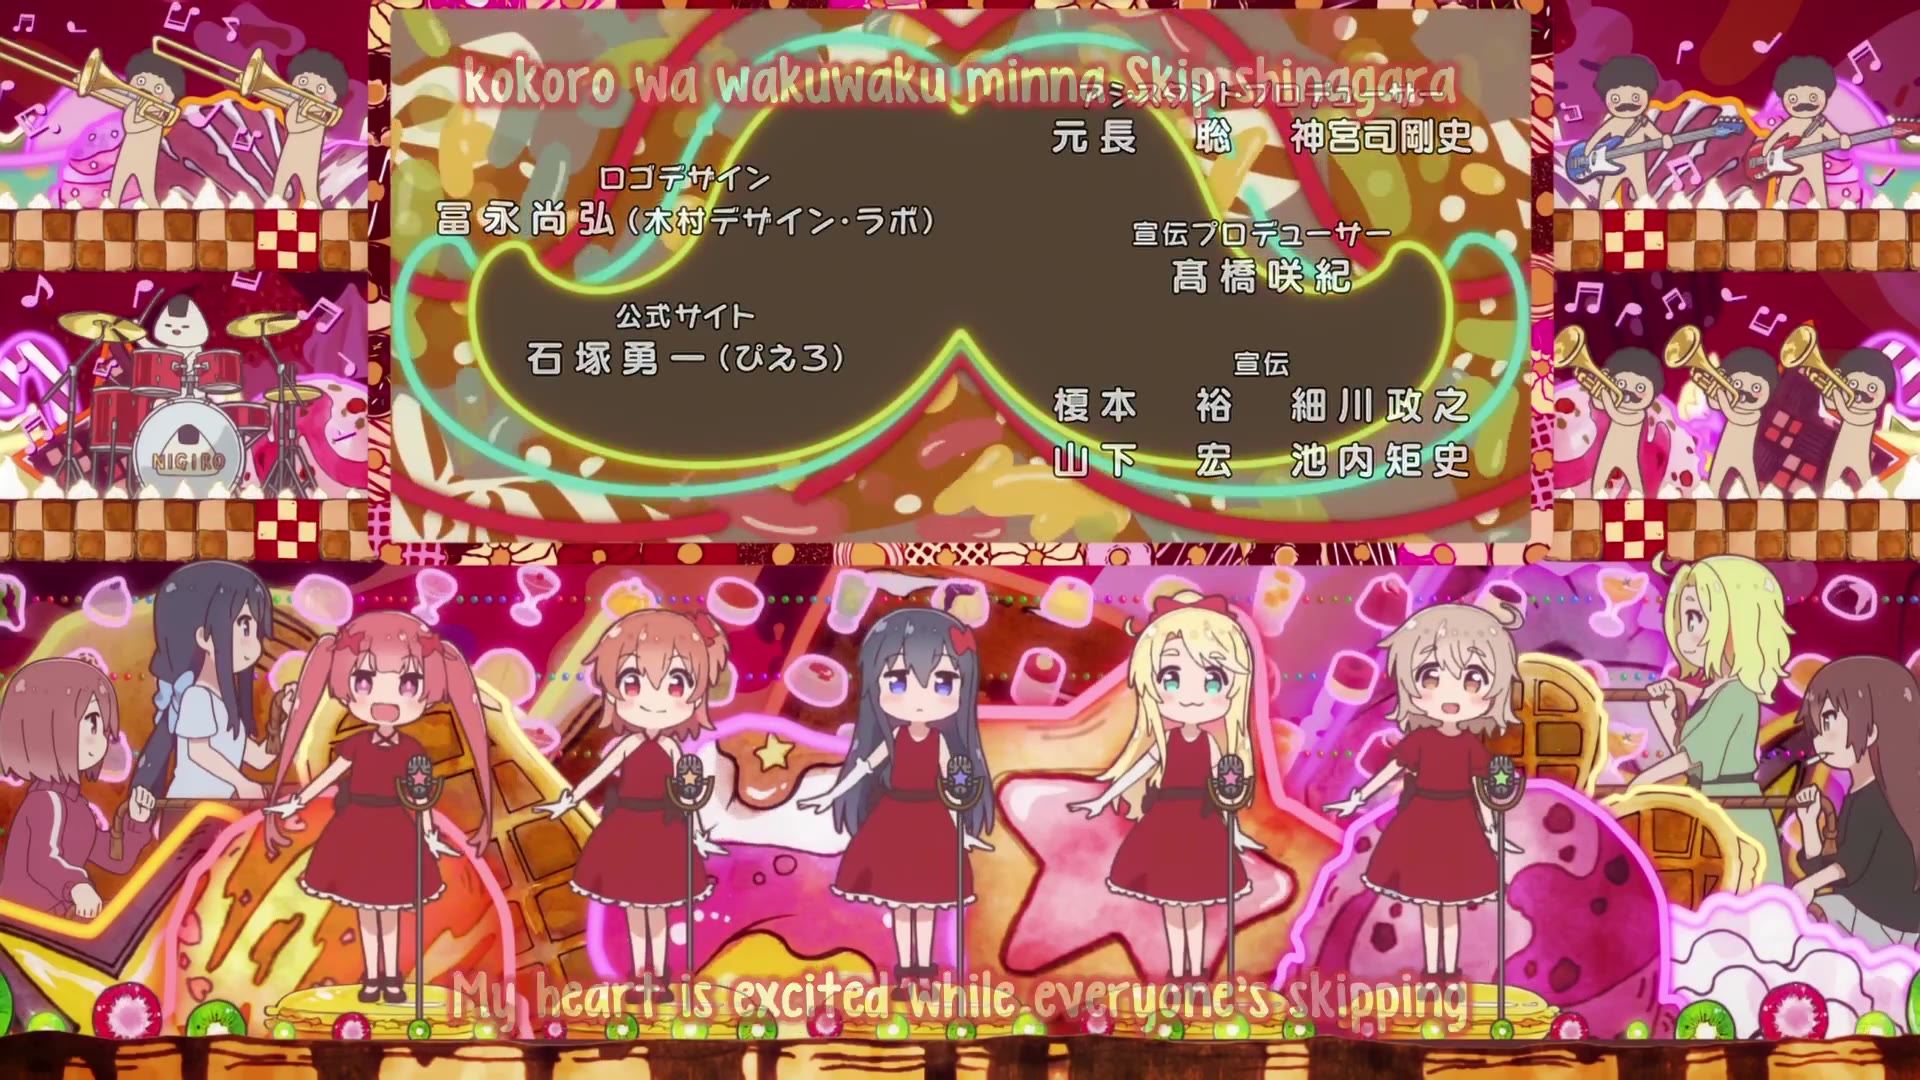 kokoro wa wakuwaku minna Skip shinagara
アシスタントプロデューサー
元長 聡 神宮司剛史
ロゴデザイン
冨永尚弘(木村デザイン・ラボ)
宣伝プロデューサー
髙橋咲紀
公式サイト
石塚勇一(ぴえろ)
宣伝
榎本 裕 細川政之
山下 宏 池内矩史
NIGIRO
My heart is excited while everyone's skipping